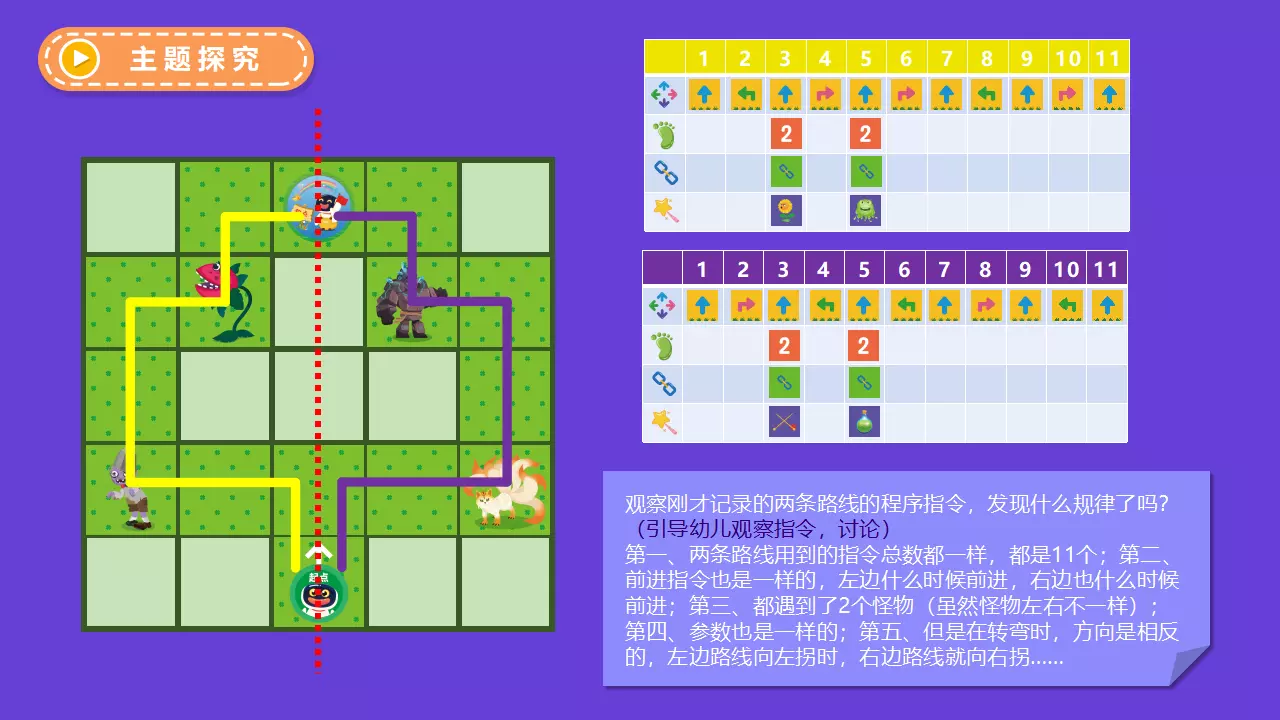 主题探究
1 2 3 4 5 6 7 8 9 10 11
2 2
1 2 3 4 5 6 7 8 9 10 11
2 2
起点
观察刚才记录的两条路线的程序指令，发现什么规律了吗？
（引导幼儿观察指令，讨论）
第一、两条路线用到的指令总数都一样，都是11个；第二、
前进指令也是一样的，左边什么时候前进，右边也什么时候
前进；第三、都遇到了2个怪物（虽然怪物左右不一样）；
第四、参数也是一样的；第五、但是在转弯时，方向是相反
的，左边路线向左拐时，右边路线就向右拐......